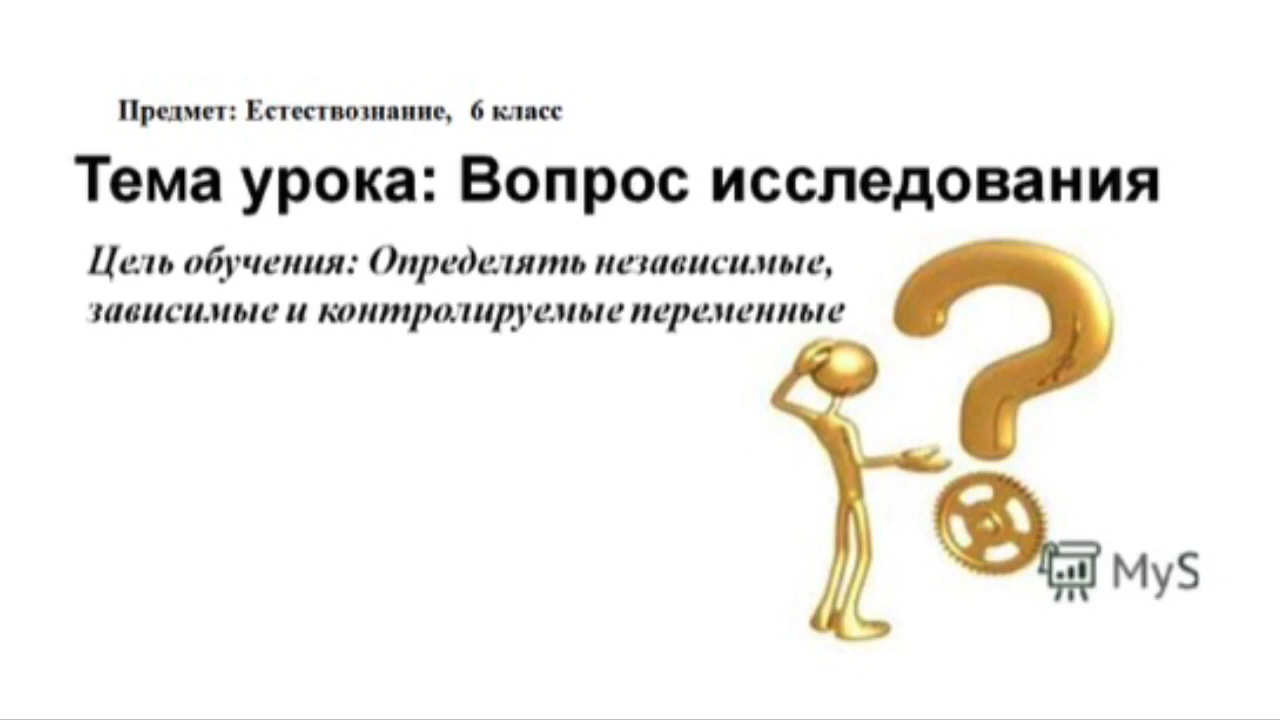 Предмет: Естествознание, 6 класс
Тема урока: Вопрос исследования
Цель обучения: Определять независимые,
зависимые и контролируемые переменные
MyS